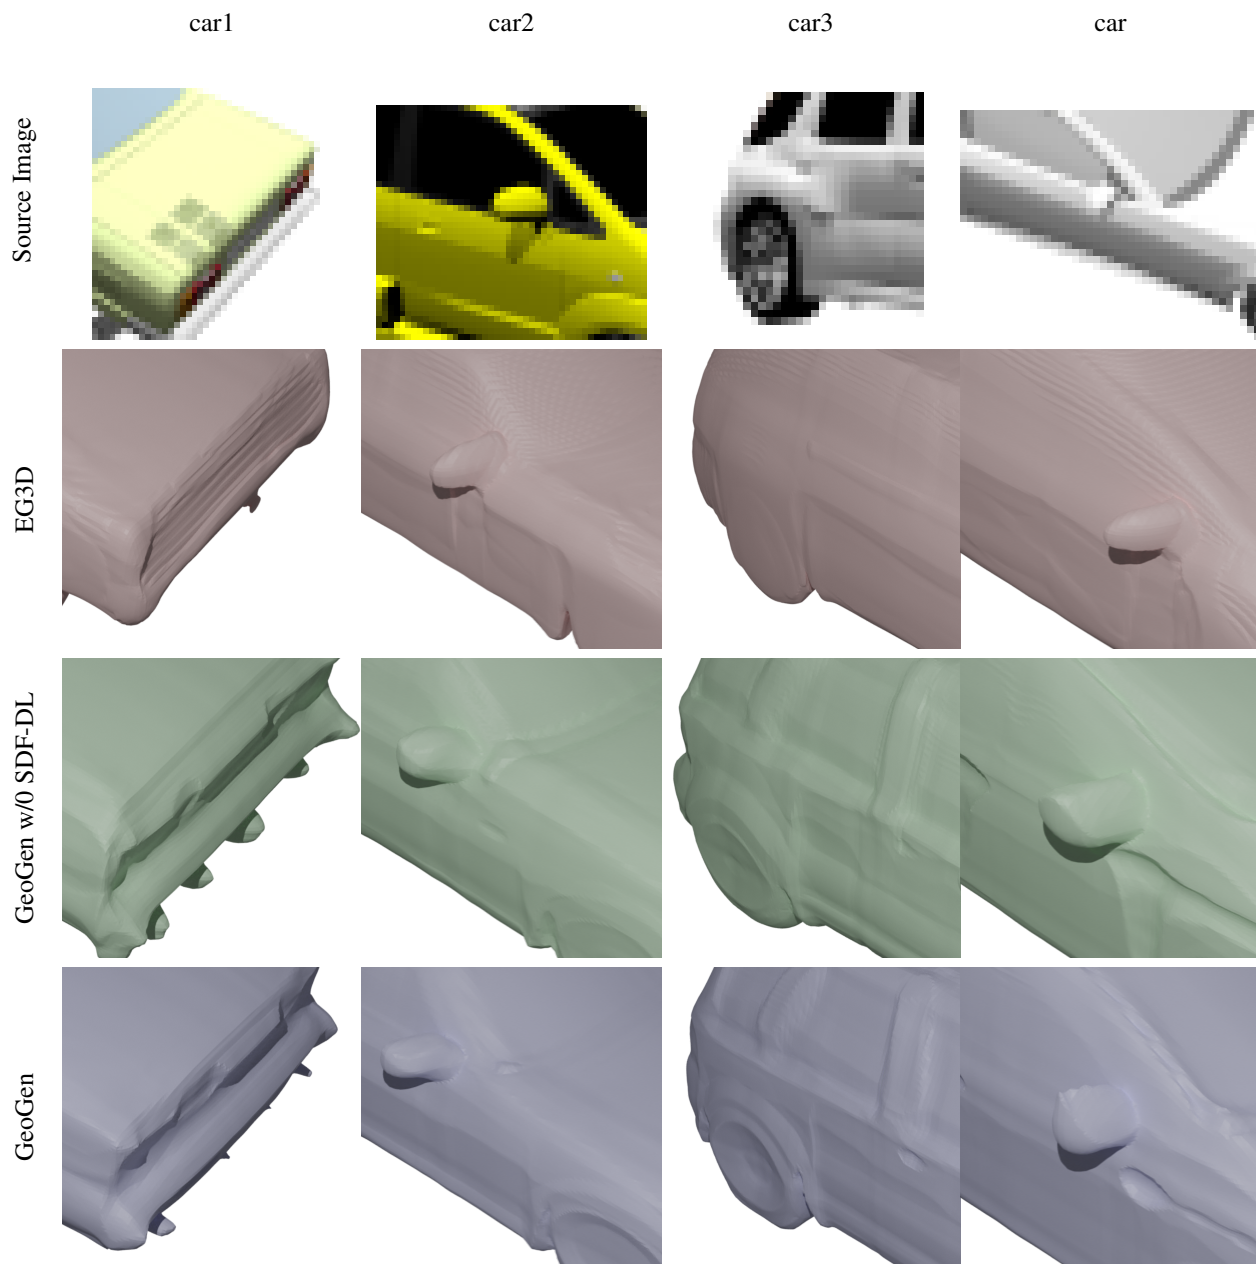 car1 car2 car3 car
Source Image
EG3D
GeoGen w/0 SDF-DL
GeoGen